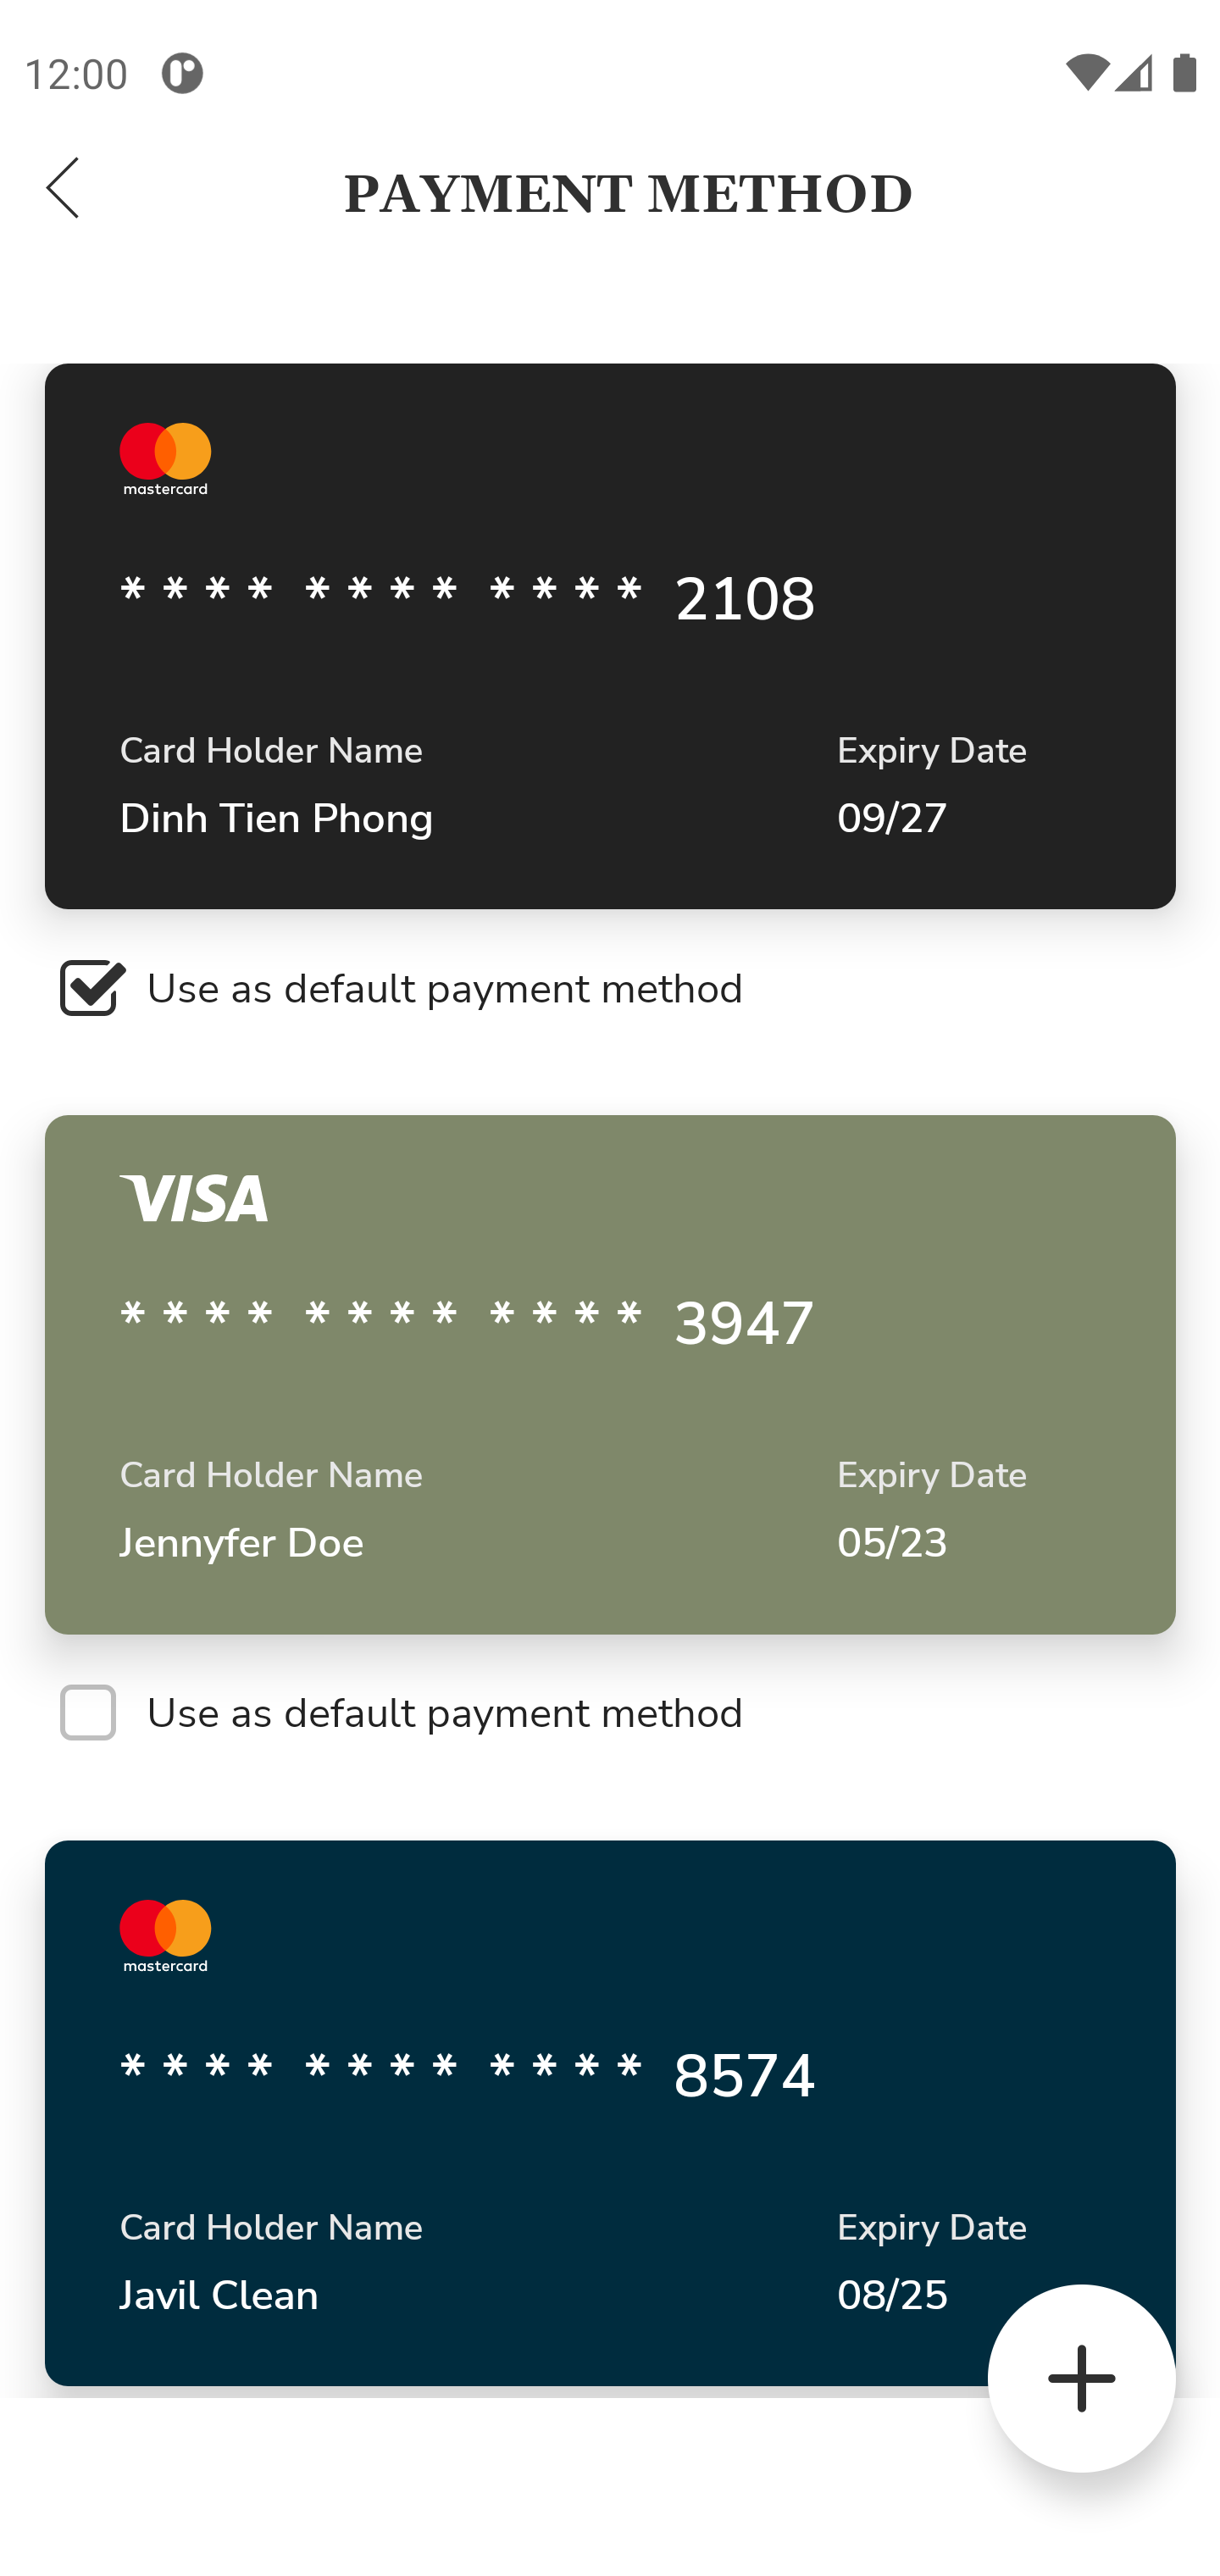 12:00
PAYMENT METHOD
mastercard
* * * * * * * * * * * * 2108
Card Holder Name Expiry Date
Dinh Tien Phong 09/27
Use as default payment method
VISA
* * * * * * * * * * * * 3947
Card Holder Name Expiry Date
Jennyfer Doe 05/23
Use as default payment method
mastercard
* * * * * * * * * * * * 8574
Card Holder Name Expiry Date
Javil Clean 08/25